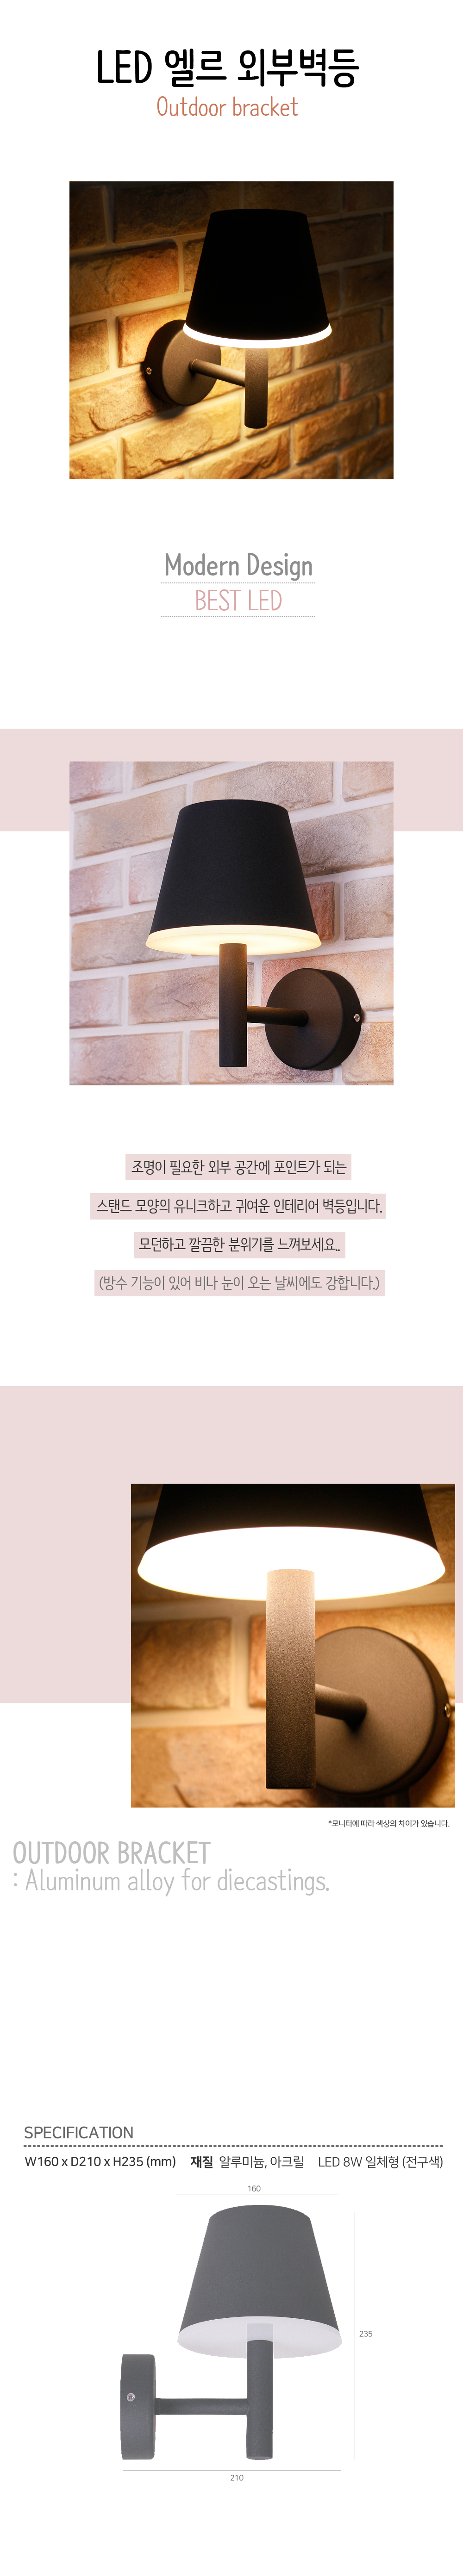 LED 엘르 외부벽등
Outdoor bracket
Modern Design
BEST LED
조명이 필요한 외부 공간에 포인트가 되는
스탠드 모양의 유니크하고 귀여운 인테리어 벽등입니다.
모던하고 깔끔한 분위기를 느껴보세요..
(방수 기능이 있어 비나 눈이 오는 날씨에도 강합니다.)
*모니터에 따라 색상의 차이가 있습니다.
OUTDOOR BRACKET
: Aluminum alloy for diecastings.
SPECIFICATION
W160 x D210 x H235 (mm) 재질 알루미늄, 아크릴 LED 8W 일체형 (전구색)
160
235
210